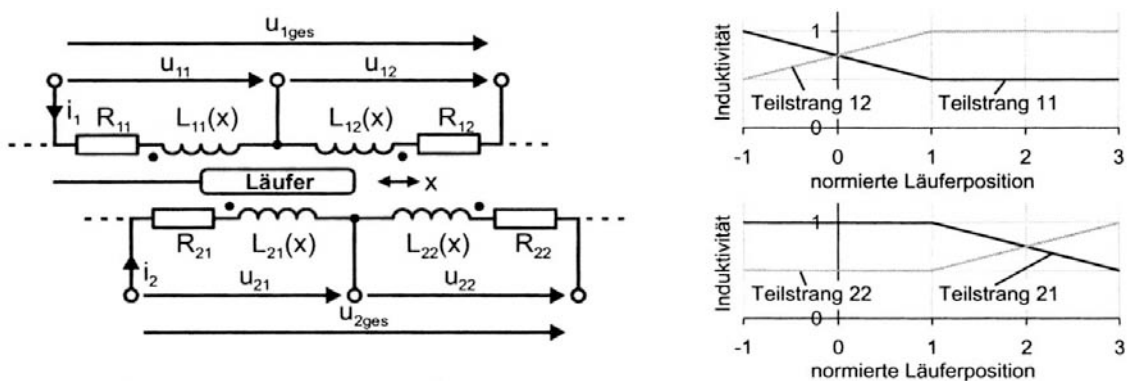 u1ges
u11
u12
i1
R11
L11(x)
L12(x)
R12
Läufer
x
R21
L21(x)
L22(x)
R22
i2
u21
u22
u2ges
Induktivität
1
Teilstrang 12
Teilstrang 11
0
-1
0
1
2
3
normierte Läuferposition
Induktivität
1
Teilstrang 22
Teilstrang 21
0
-1
0
1
2
3
normierte Läuferposition